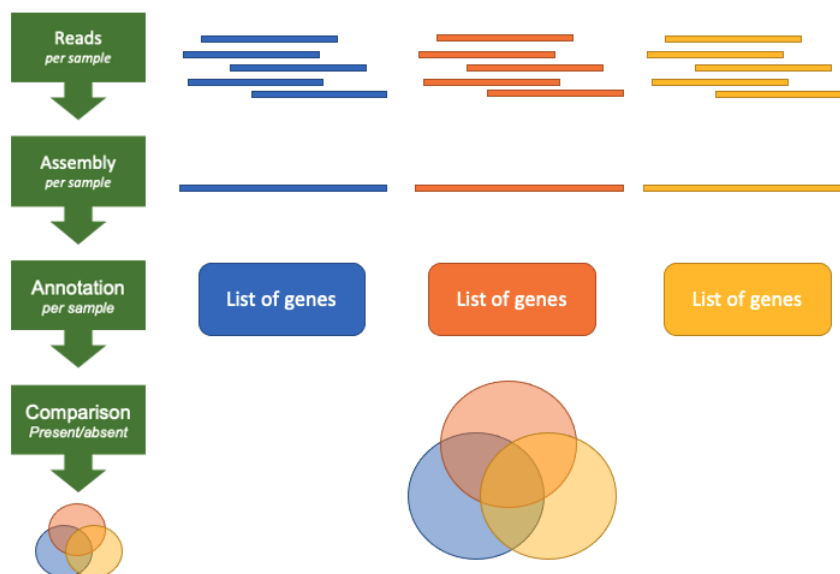 Reads
per sample
Assembly
per sample
Annotation
per sample
List of genes
List of genes
List of genes
Comparison
Present/absent